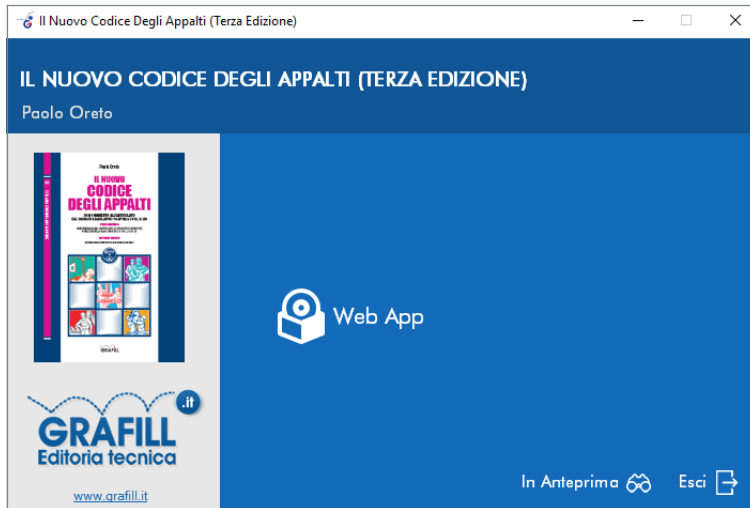 Il Nuovo Codice Degli Appalti (Terza Edizione)
IL NUOVO CODICE DEGLI APPALTI (TERZA EDIZIONE)
Paolo Oreto
Paolo Oreto
IL NUOVO
CODICE
DEGLI APPALTI
GRAFILL
Web App
.it
GRAFILL
Editoria tecnica
www.grafill.it
In Anteprima
Esci